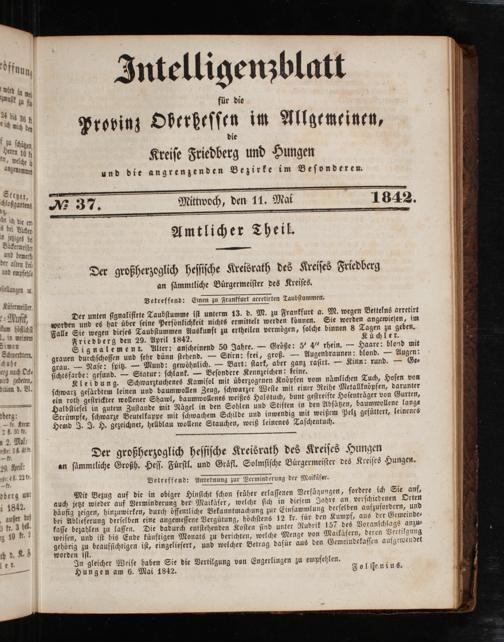 Intelligenzblatt
für die
Provinz Oberhessen im Allgemeinen,
die
Kreise Friedberg und Hungen
und die angrenzenden Bezirke im Besonderen.
№ 37. Mittwoch, den 11. Mai 1842.
Amtlicher Theil.
Der großherzoglich hessische Kreisrath des Kreises Friedberg
an sämmtliche Bürgermeister des Kreises.
Betreffend: Einen zu Frankfurt arretirten Taubstummen.
Der unten signalisirte Taubstumme ist unterm 13. d. M. zu Frankfurt a. M. wegen Bettelns arretirt
worden und es hat über seine Persönlichkeit nichts ermittelt werden können. Sie werden angewiesen, im
Falle Sie wegen dieses Taubstummen Auskunft zu ertheilen vermögen, solche binnen 8 Tagen zu geben.
Friedberg den 29. April 1842. Küchler.
Signalement. Alter: anscheinend 50 Jahre. — Größe: 5' 4" rhein. — Haare: blond mit
grauen durchschossen und sehr dünn stehend. — Stirn: frei, groß. — Augenbraunen: blond. — Augen:
grau. — Nase: spitz. — Mund: gewöhnlich. — Bart: stark, aber ganz rasirt. — Kinn: rund. — Ge-
sichtsfarbe: gesund. — Statur: schlank. — Besondere Kennzeichen: keine.
Kleidung. Schwarztuchenes Kamisol mit überzogenen Knöpfen vom nämlichen Tuch, Hosen von
schwarz gefärbtem leinen und baumwollen Zeug, schwarzer Weste mit einer Reihe Metallknöpfen, darunter
ein roth gestreifter wollener Shawl, baumwollenes weißes Halstuch, bunt gestreifte Hosenträger von Gurten,
Halbstiefel in gutem Zustande mit Nägel in den Sohlen und Stiften in den Absätzen, baumwollene lange
Strümpfe, schwarze Beutelkappe mit schwachem Schilde und inwendig mit weißem Pelz gefüttert, leinenes
Hemd J. J. H. gezeichnet, hellblau wollene Stauchen, weiß leinenes Taschentuch.
Der großherzoglich hessische Kreisrath des Kreises Hungen
an sämmtliche Großh. Hess. Fürstl. und Gräfl. Solmsische Bürgermeister des Kreises Hungen.
Betreffend: Anordnung zur Verminderung der Maikäfer.
Mit Bezug auf die in obiger Hinsicht schon früher erlassenen Verfügungen, fordere ich Sie auf,
auch jetzt wieder auf Verminderung der Maikäfer, welche sich in diesem Jahre an verschiedenen Orten
häufig zeigen, hinzuwirken, durch öffentliche Bekanntmachung zur Einsammlung derselben aufzufordern, und
bei Ablieferung derselben eine angemessene Vergütung, höchstens 12 kr. für den Kumpf, aus der Gemeinde-
kasse bezahlen zu lassen. Die dadurch entstehenden Kosten sind unter Rubrik 157 des Voranschlags anzu-
weisen, und ist bis Ende künftigen Monats zu berichten, welche Menge von Maikäfern, deren Vertilgung
gehörig zu beaufsichtigen ist, eingeliefert, und welcher Betrag dafür aus den Gemeindekassen aufgewendet
worden ist.
In gleicher Weise haben Sie die Vertilgung von Engerlingen zu empfehlen.
Hungen am 6. Mai 1842. Follenius.